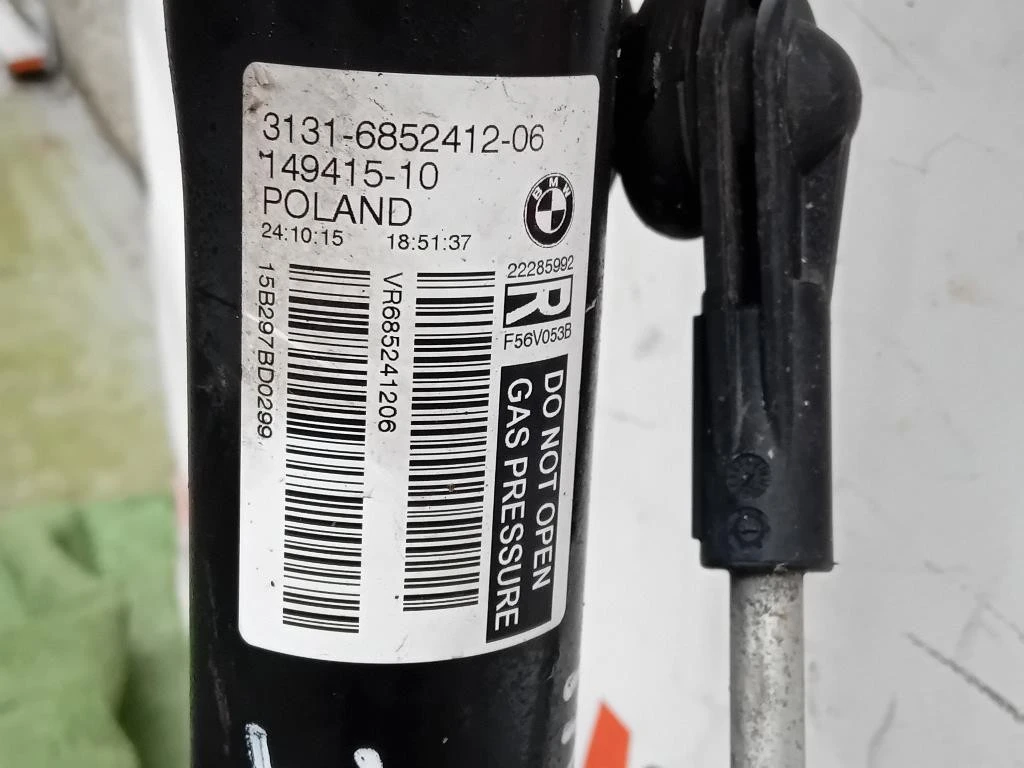 3131-6852412-06
149415-10
POLAND
24:10:15 18:51:37
BMW
22285992
R
F56V053B
15B297BD0299
VR685241206
DO NOT OPEN
GAS PRESSURE